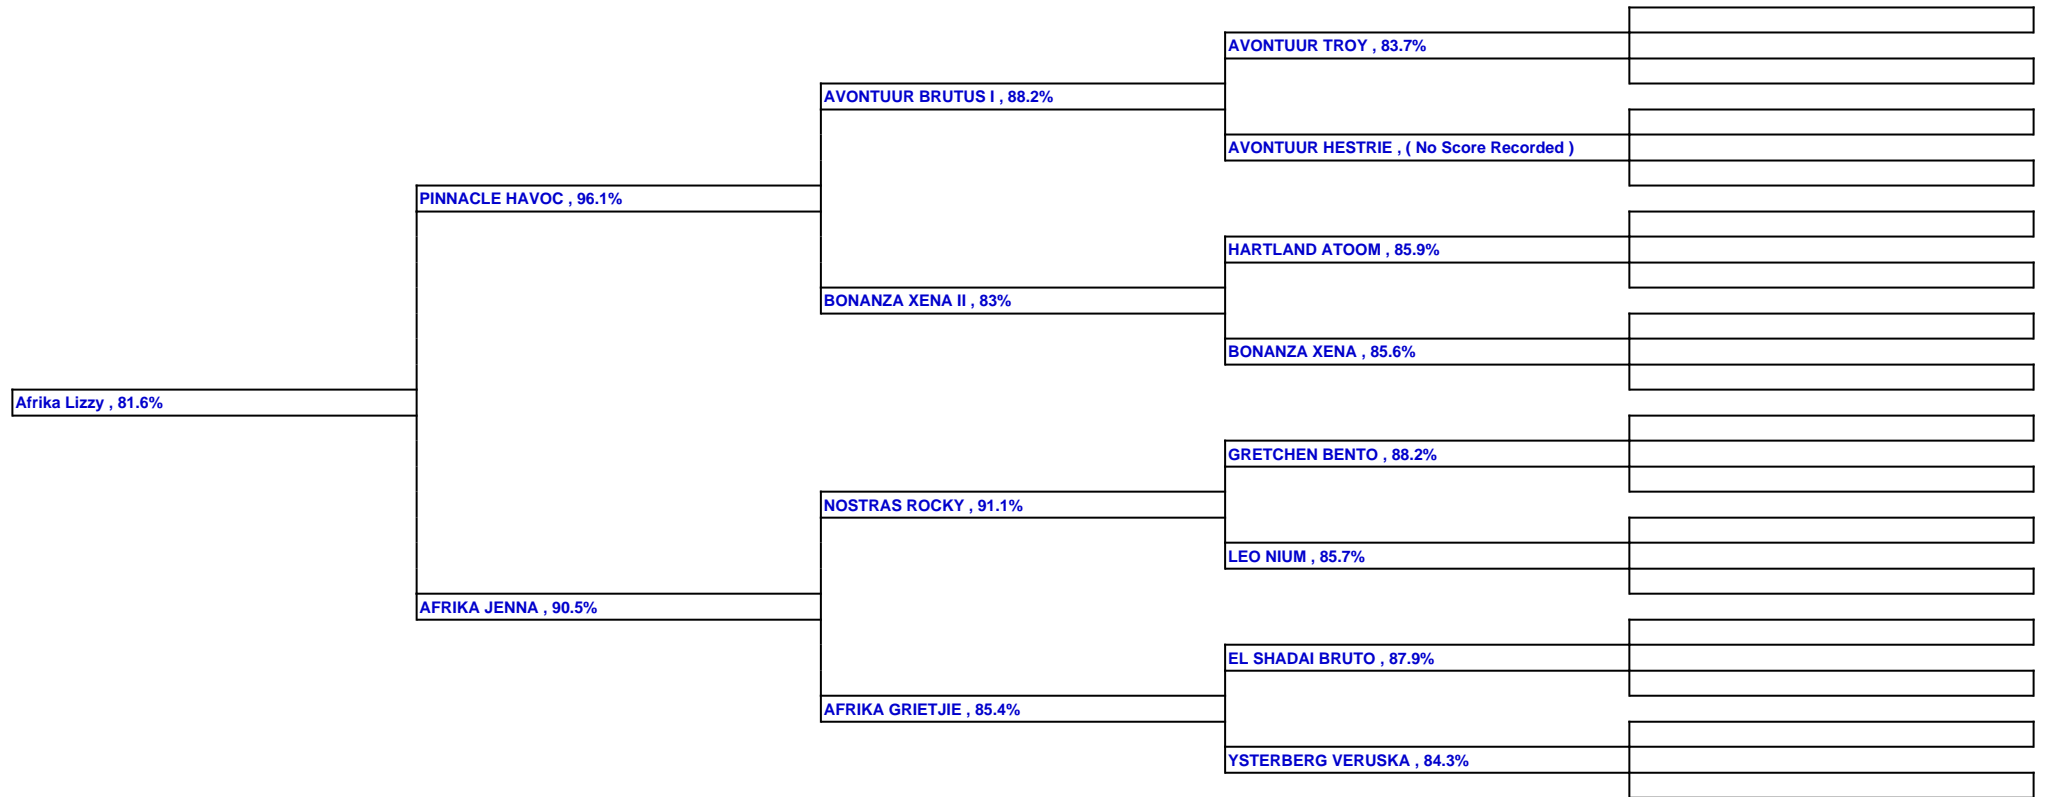 AVONTUUR TROY , 83.7%
AVONTUUR BRUTUS I , 88.2%
AVONTUUR HESTRIE , ( No Score Recorded )
PINNACLE HAVOC , 96.1%
HARTLAND ATOOM , 85.9%
BONANZA XENA II , 83%
BONANZA XENA , 85.6%
Afrika Lizzy , 81.6%
GRETCHEN BENTO , 88.2%
NOSTRAS ROCKY , 91.1%
LEO NIUM , 85.7%
AFRIKA JENNA , 90.5%
EL SHADAI BRUTO , 87.9%
AFRIKA GRIETJIE , 85.4%
YSTERBERG VERUSKA , 84.3%